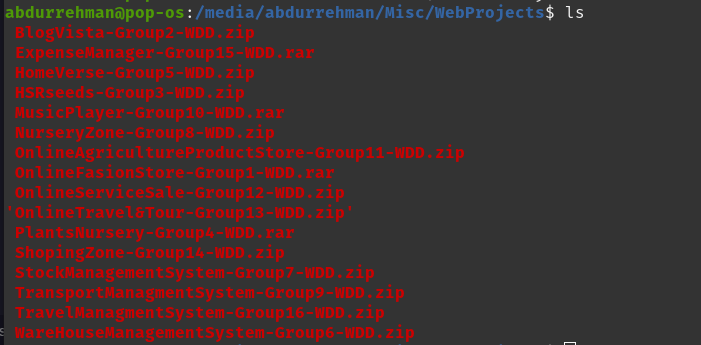 abdurrehman@pop-os:/media/abdurrehman/Misc/WebProjects$ ls
BlogVista-Group2-WDD.zip
ExpenseManager-Group15-WDD.rar
HomeVerse-Group5-WDD.zip
HSRseeds-Group3-WDD.zip
MusicPlayer-Group10-WDD.rar
NurseryZone-Group8-WDD.zip
OnlineAgricultureProductStore-Group11-WDD.zip
OnlineFasionStore-Group1-WDD.rar
OnlineServiceSale-Group12-WDD.zip
'OnlineTravel&Tour-Group13-WDD.zip'
PlantsNursery-Group4-WDD.rar
ShopingZone-Group14-WDD.zip
StockManagementSystem-Group7-WDD.zip
TransportManagmentSystem-Group9-WDD.zip
TravelManagmentSystem-Group16-WDD.zip
WareHouseManagementSystem-Group6-WDD.zip